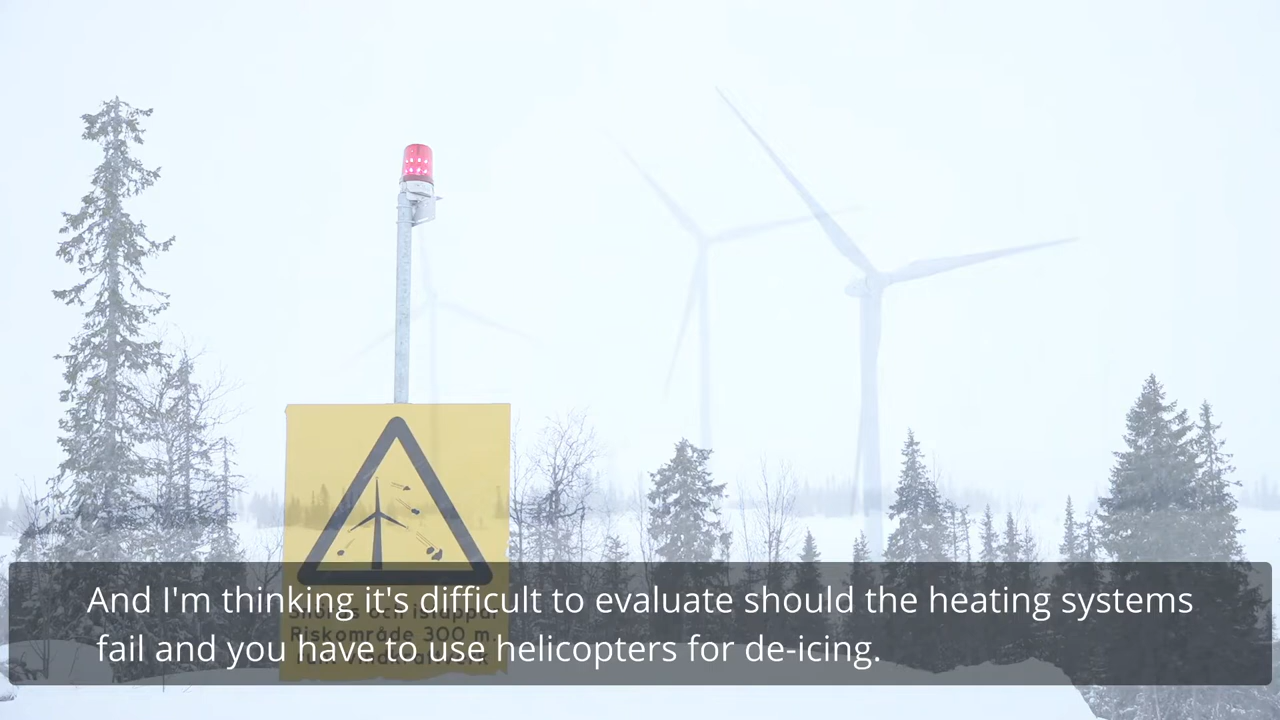 och
Riskområde 300 m.
And I'm thinking it's difficult to evaluate should the heating systems
fail and you have to use helicopters for de-icing.